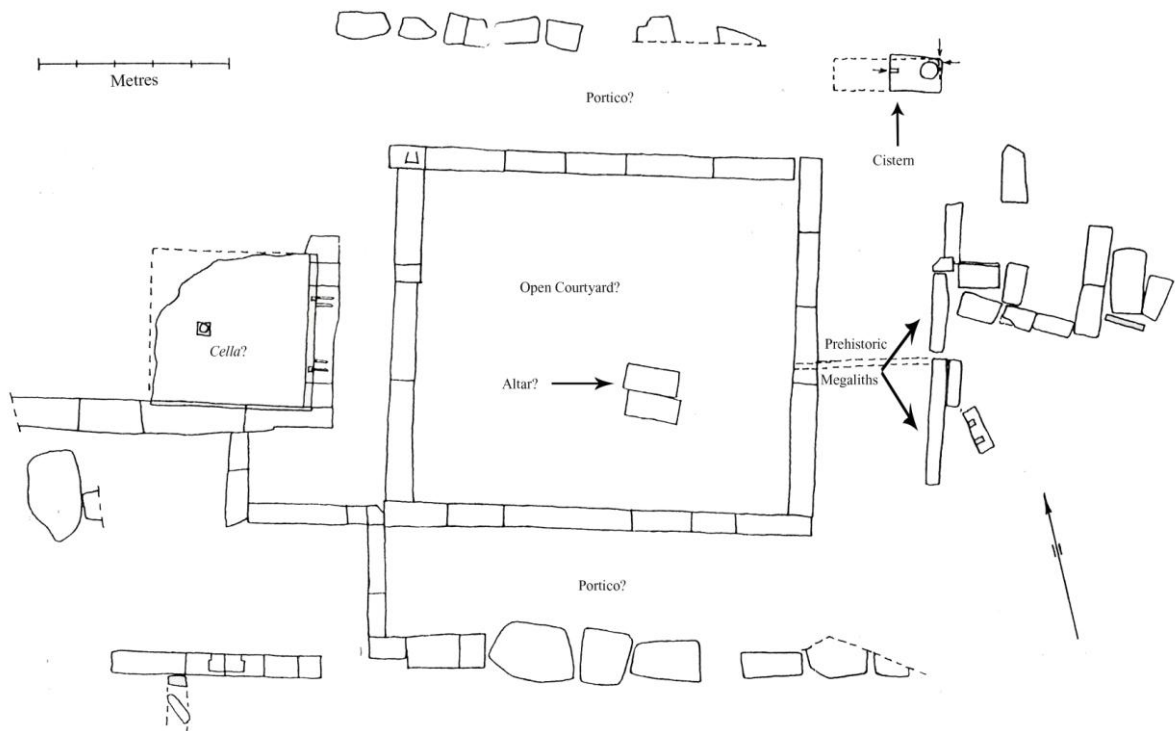 Metres
Portico?
Cistern
Open Courtyard?
Prehistoric
Cella?
Altar?
Megaliths
Portico?